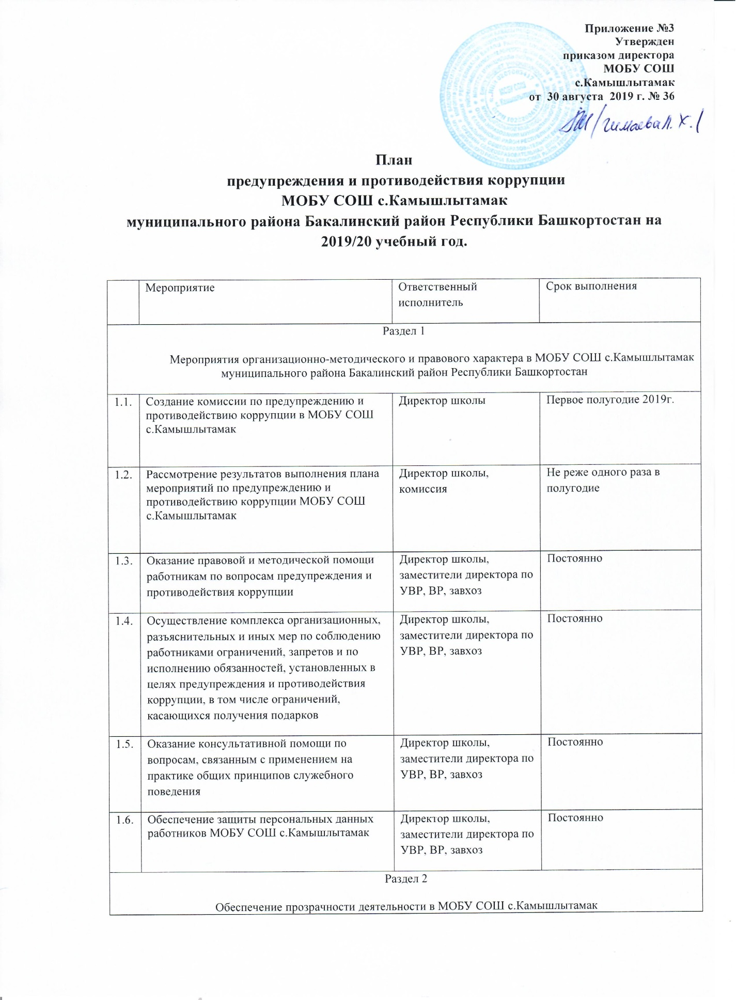 Приложение №3
Утвержден
приказом директора
МОБУ СОШ
с.Камышлытамак
от 30 августа 2019 г. № 36
Гимаева Л. Х.
План
предупреждения и противодействия коррупции
МОБУ СОШ с.Камышлытамак
муниципального района Бакалинский район Республики Башкортостан на
2019/20 учебный год.
Мероприятие
Ответственный
исполнитель
Срок выполнения
Раздел 1
Мероприятия организационно-методического и правового характера в МОБУ СОШ с.Камышлытамак
муниципального района Бакалинский район Республики Башкортостан
1.1.
Создание комиссии по предупреждению и
противодействию коррупции в МОБУ СОШ
с.Камышлытамак
Директор школы
Первое полугодие 2019г.
1.2.
Рассмотрение результатов выполнения плана
мероприятий по предупреждению и
противодействию коррупции МОБУ СОШ
с.Камышлытамак
Директор школы,
комиссия
Не реже одного раза в
полугодие
1.3.
Оказание правовой и методической помощи
работникам по вопросам предупреждения и
противодействия коррупции
Директор школы,
заместители директора по
УВР, ВР, завхоз
Постоянно
1.4.
Осуществление комплекса организационных,
разъяснительных и иных мер по соблюдению
работниками ограничений, запретов и по
исполнению обязанностей, установленных в
целях предупреждения и противодействия
коррупции, в том числе ограничений,
касающихся получения подарков
Директор школы,
заместители директора по
УВР, ВР, завхоз
Постоянно
1.5.
Оказание консультативной помощи по
вопросам, связанным с применением на
практике общих принципов служебного
поведения
Директор школы,
заместители директора по
УВР, ВР, завхоз
Постоянно
1.6.
Обеспечение защиты персональных данных
работников МОБУ СОШ с.Камышлытамак
Директор школы,
заместители директора по
УВР, ВР, завхоз
Постоянно
Раздел 2
Обеспечение прозрачности деятельности в МОБУ СОШ с.Камышлытамак